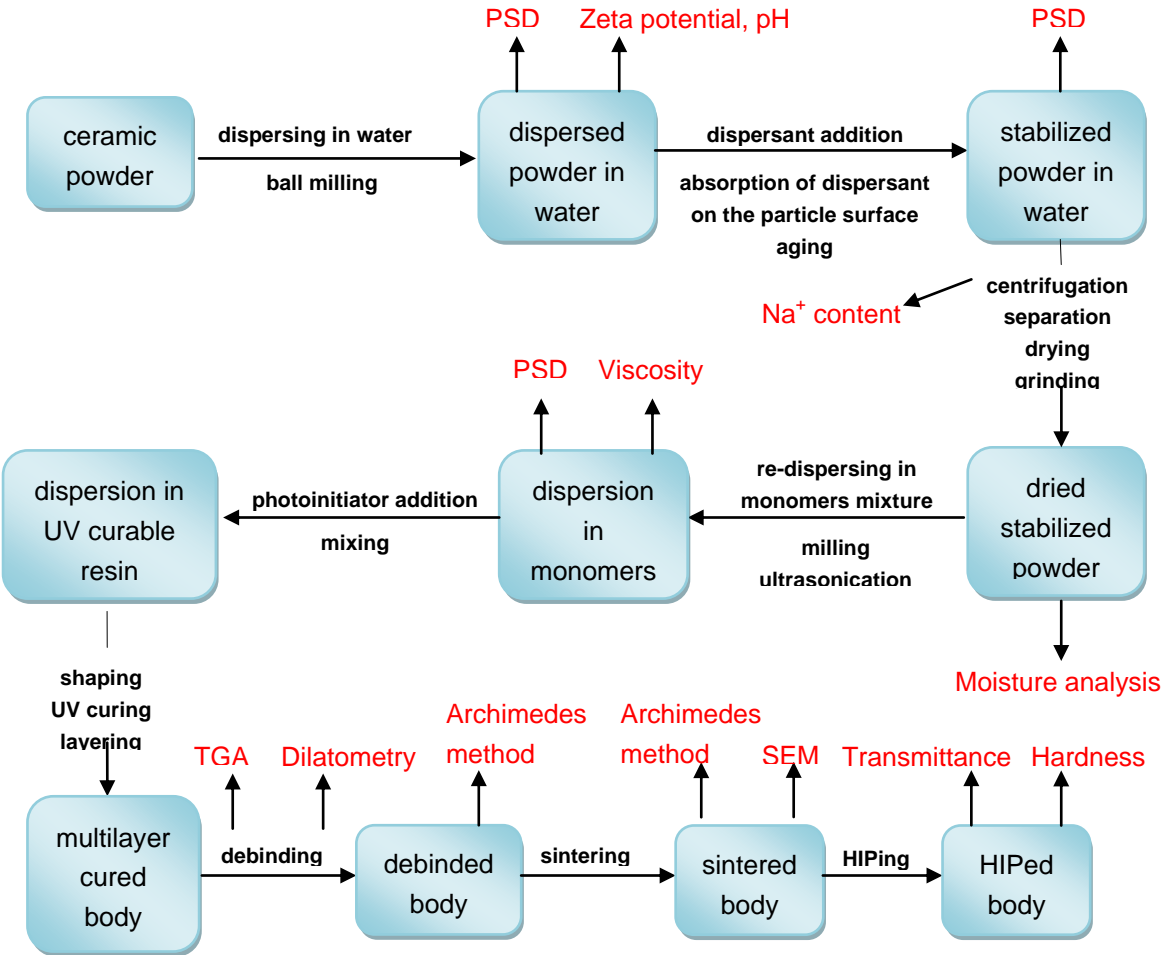 PSD
Zeta potential, pH
PSD
ceramic
powder
dispersing in water
ball milling
dispersed
powder in
water
dispersant addition
absorption of dispersant
on the particle surface
aging
stabilized
powder in
water
Na+ content
centrifugation
separation
drying
grinding
PSD
Viscosity
dried
stabilized
powder
re-dispersing in
monomers mixture
milling
ultrasonication
dispersion
in
monomers
photoinitiator addition
mixing
dispersion in
UV curable
resin
Moisture analysis
shaping
UV curing
layering
TGA
Dilatometry
Archimedes
method
Archimedes
method
SEM
Transmittance
Hardness
multilayer
cured
body
debinding
debinded
body
sintering
sintered
body
HIPing
HIPed
body